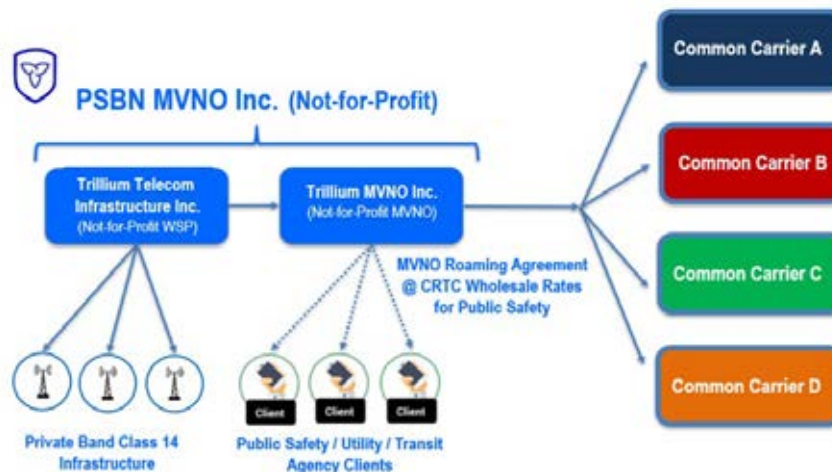 PSBN MVNO Inc. (Not-for-Profit)
Trillium Telecom
Infrastructure Inc.
(Not-for-Profit WSP)
Trillium MVNO Inc.
(Not-for-Profit MVNO)
MVNO Roaming Agreement
@ CRTC Wholesale Rates
for Public Safety
Common Carrier A
Common Carrier B
Common Carrier C
Common Carrier D
Client
Client
Client
Private Band Class 14
Infrastructure
Public Safety / Utility / Transit
Agency Clients